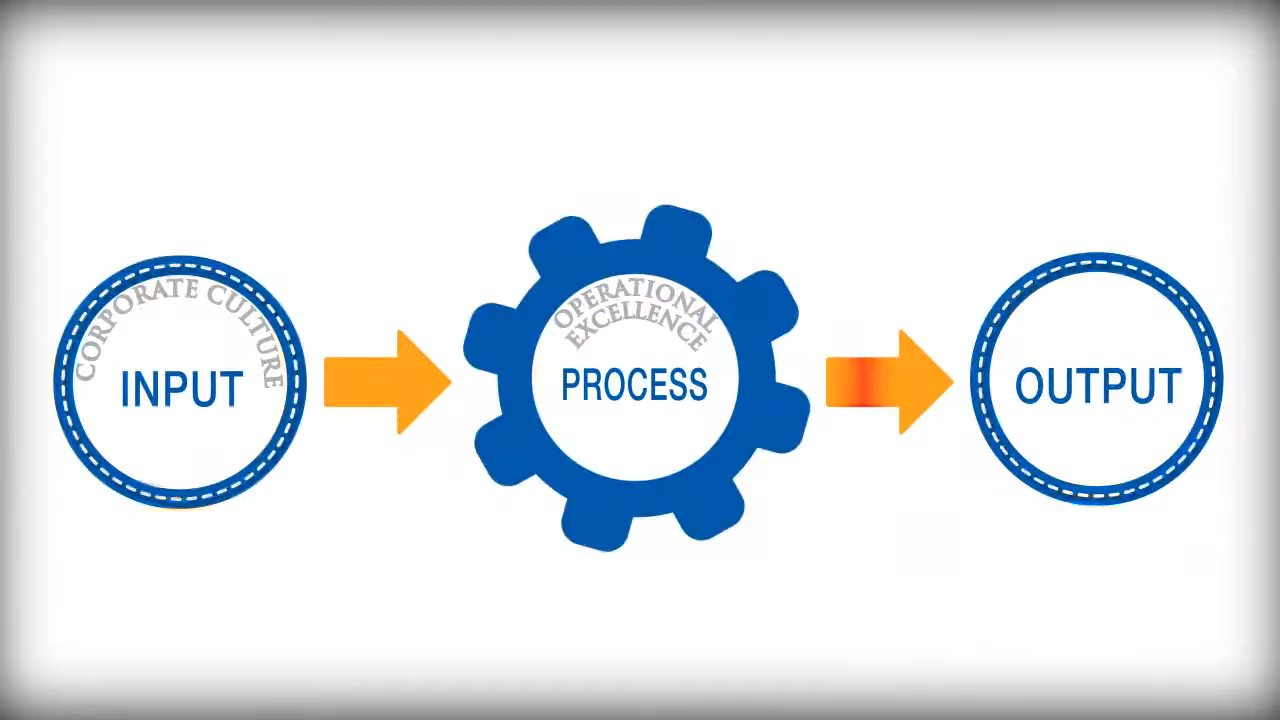 CORPORATE CULTURE
INPUT
OPERATIONAL
EXCELLENCE
PROCESS
OUTPUT